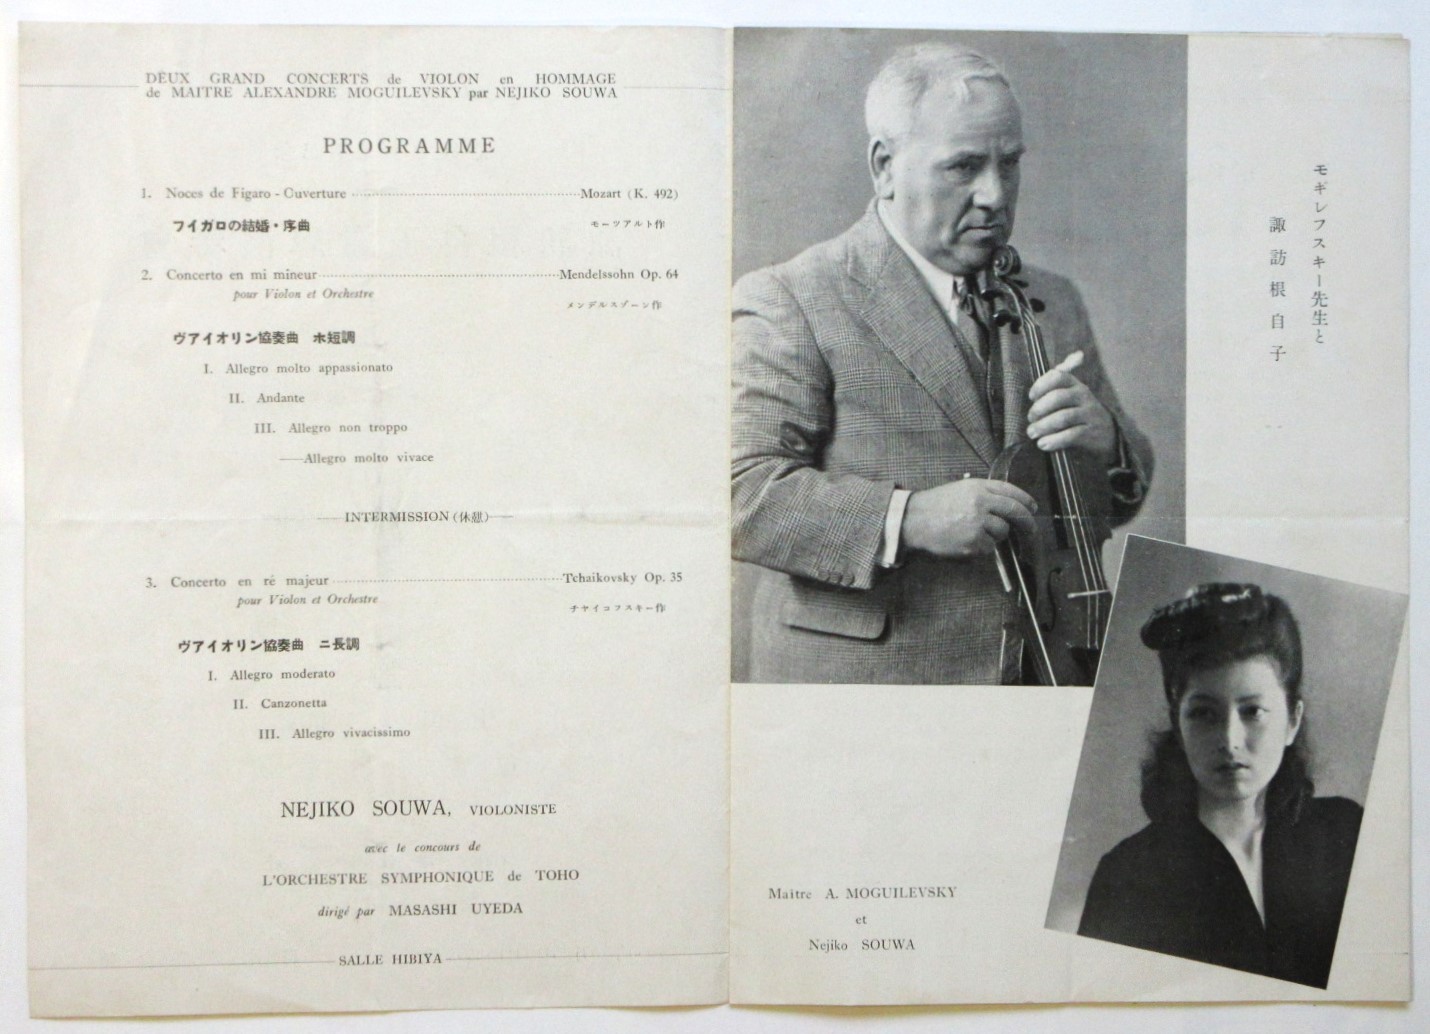 DEUX GRAND CONCERTS de VIOLON en HOMMAGE
de MAITRE ALEXANDRE MOGUILEVSKY par NEJIKO SOUWA
PROGRAMME
1. Noces de Figaro - Ouverture ........ Mozart (K. 492)
フイガロの結婚・序曲 モーツアルト作
2. Concerto en mi mineur ........ Mendelssohn Op. 64
pour Violon et Orchestre
メンデルスゾーン作
ヴアイオリン協奏曲 ホ短調
I. Allegro molto appassionato
II. Andante
III. Allegro non troppo
——Allegro molto vivace
——INTERMISSION (休憩)——
3. Concerto en ré majeur ........ Tchaikovsky Op. 35
pour Violon et Orchestre
チヤイコフスキー作
ヴアイオリン協奏曲 ニ長調
I. Allegro moderato
II. Canzonetta
III. Allegro vivacissimo
NEJIKO SOUWA, VIOLONISTE
avec le concours de
L'ORCHESTRE SYMPHONIQUE de TOHO
dirigé par MASASHI UYEDA
SALLE HIBIYA
モギレフスキー先生と
諏訪根自子
Maitre A. MOGUILEVSKY
et
Nejiko SOUWA